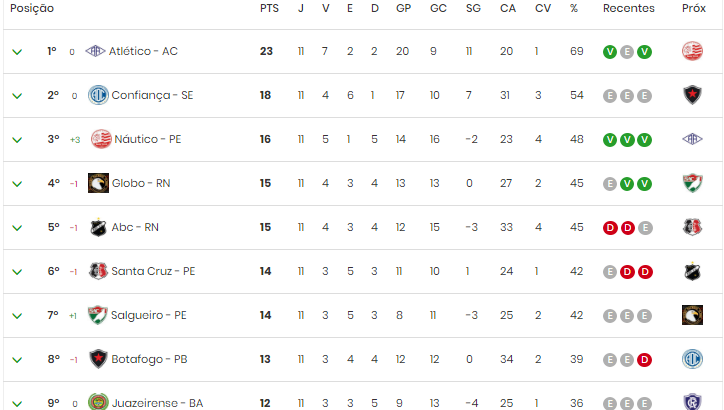 Posição PTS J V E D GP GC SG CA CV % Recentes Próx
1º 0 Atlético - AC 23 11 7 2 2 20 9 11 20 1 69 V E V
2º 0 Confiança - SE 18 11 4 6 1 17 10 7 31 3 54 E E E
3º +3 Náutico - PE 16 11 5 1 5 14 16 -2 23 4 48 V V V
4º -1 Globo - RN 15 11 4 3 4 13 13 0 27 2 45 E V V
5º -1 Abc - RN 15 11 4 3 4 12 15 -3 33 4 45 D D E
6º -1 Santa Cruz - PE 14 11 3 5 3 11 10 1 24 1 42 E D D
7º +1 Salgueiro - PE 14 11 3 5 3 8 11 -3 25 2 42 E E E
8º -1 Botafogo - PB 13 11 3 4 4 12 12 0 34 2 39 E E D
9º 0 Juazeirense - BA 12 11 3 3 5 9 13 -4 25 1 36 E E E